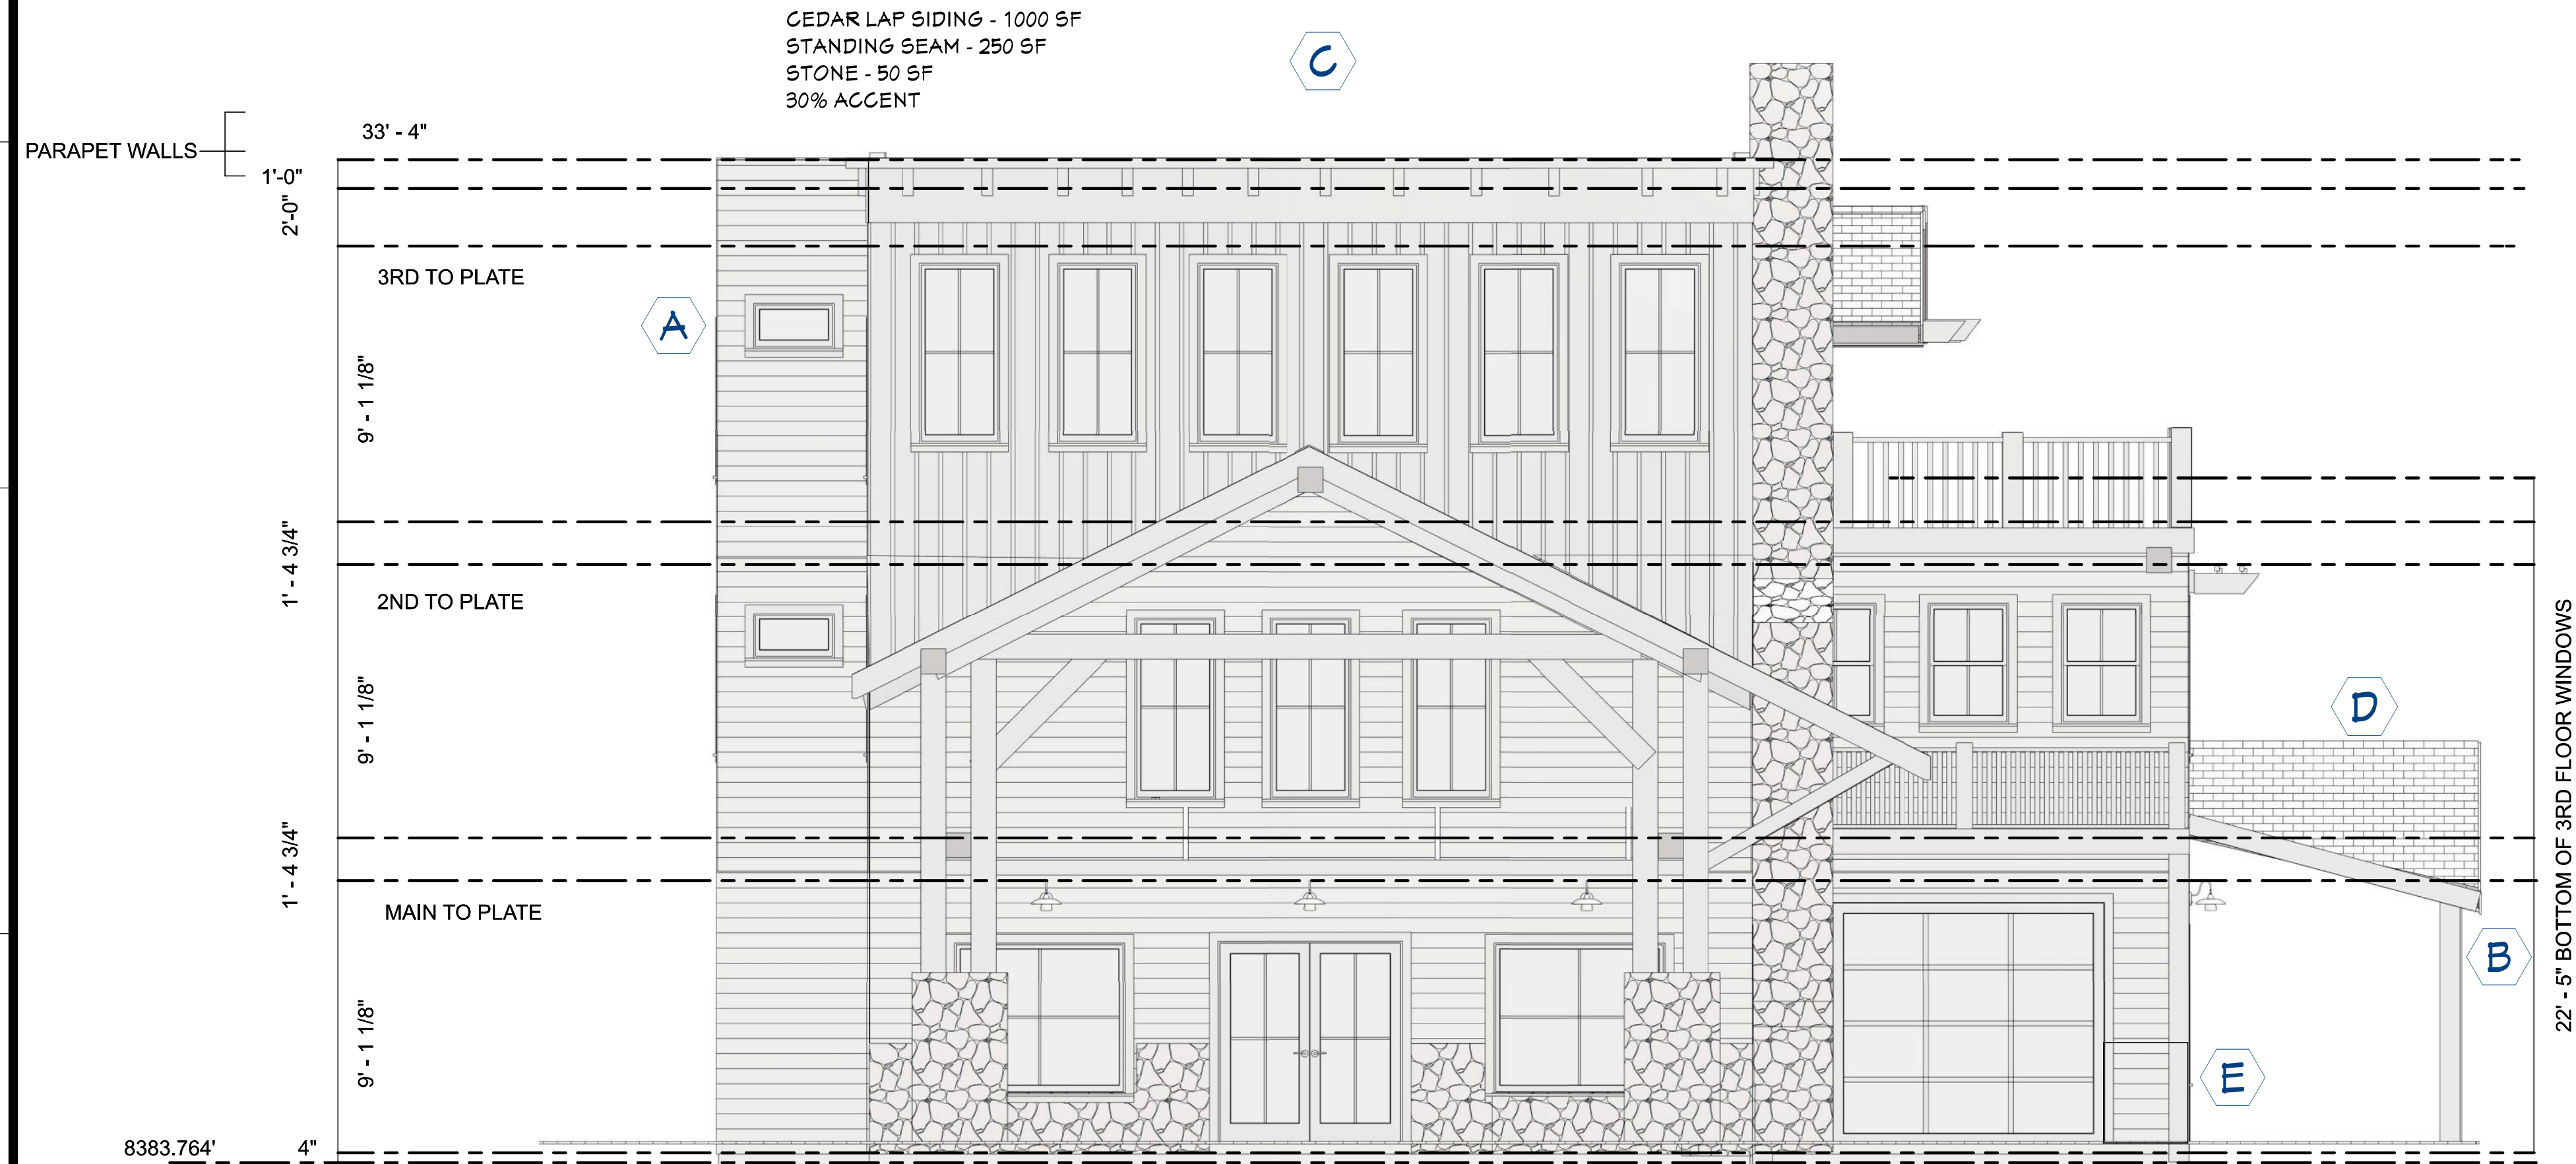 CEDAR LAP SIDING - 1000 SF
STANDING SEAM - 250 SF
STONE - 50 SF
30% ACCENT
C
33' - 4"
PARAPET WALLS
1'-0"
2'-0"
3RD TO PLATE
A
9' - 1 1/8"
1' - 4 3/4"
2ND TO PLATE
9' - 1 1/8"
D
22' - 5" BOTTOM OF 3RD FLOOR WINDOWS
1' - 4 3/4"
MAIN TO PLATE
B
9' - 1 1/8"
E
8383.764'
4"